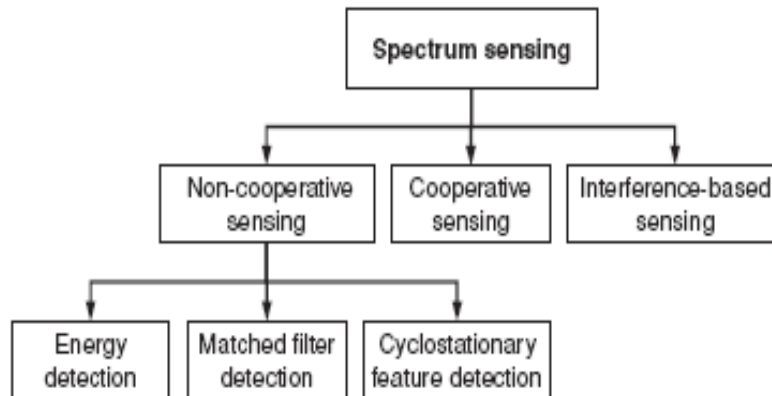 Spectrum sensing
Non-cooperative
sensing
Cooperative
sensing
Interference-based
sensing
Energy
detection
Matched filter
detection
Cyclostationary
feature detection